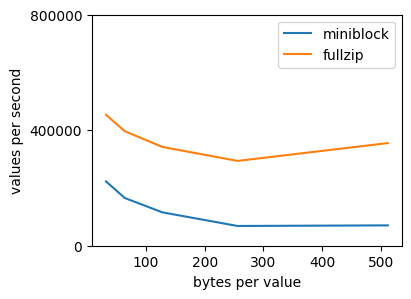 800000
400000
0
values per second
miniblock
fullzip
100 200 300 400 500
bytes per value